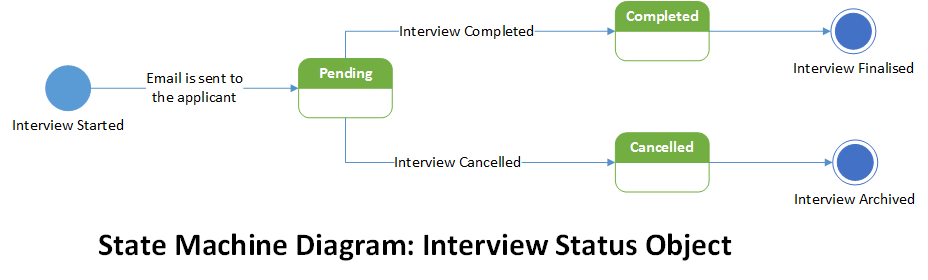 Completed
Interview Completed
Interview Finalised
Pending
Email is sent to
the applicant
Interview Started
Cancelled
Interview Cancelled
Interview Archived
State Machine Diagram: Interview Status Object